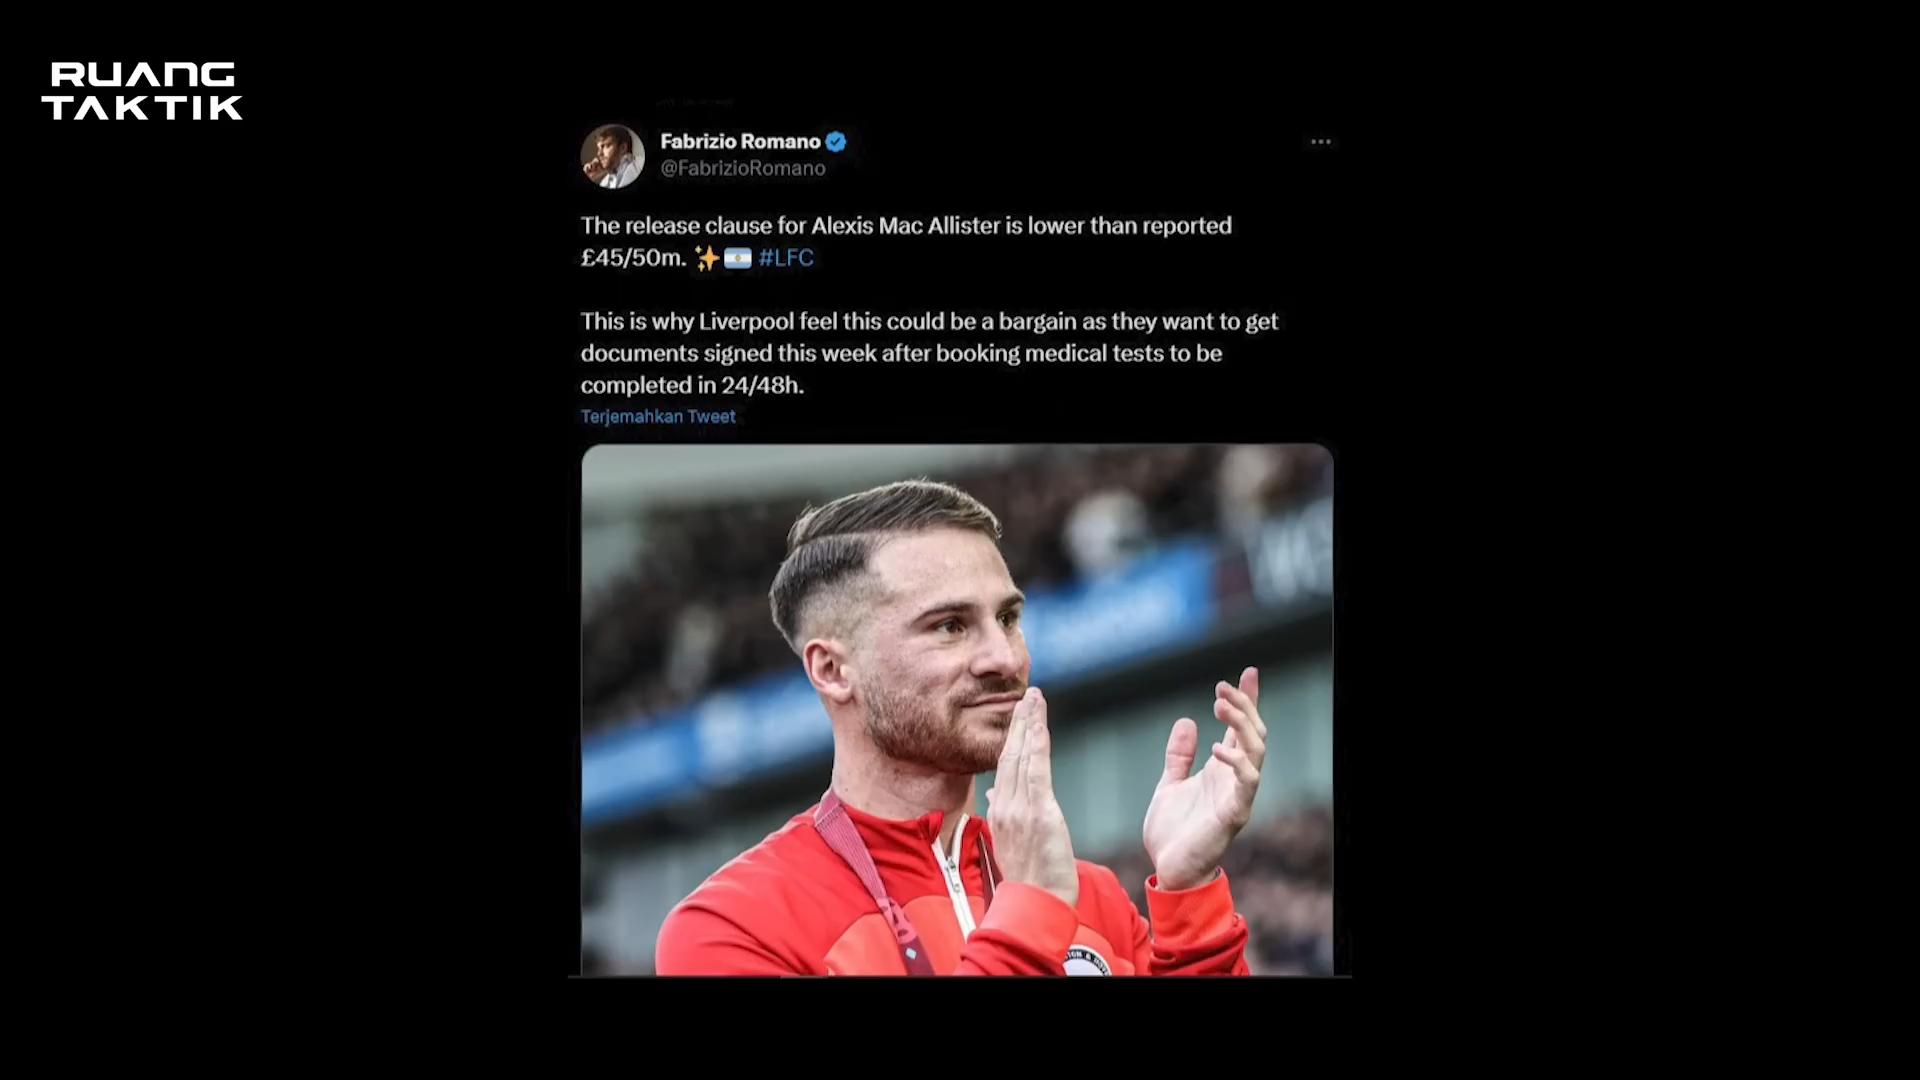 RUANG
TAKTIK
Fabrizio Romano
@FabrizioRomano
The release clause for Alexis Mac Allister is lower than reported
£45/50m. ✨🇦🇷 #LFC
This is why Liverpool feel this could be a bargain as they want to get
documents signed this week after booking medical tests to be
completed in 24/48h.
Terjemahkan Tweet